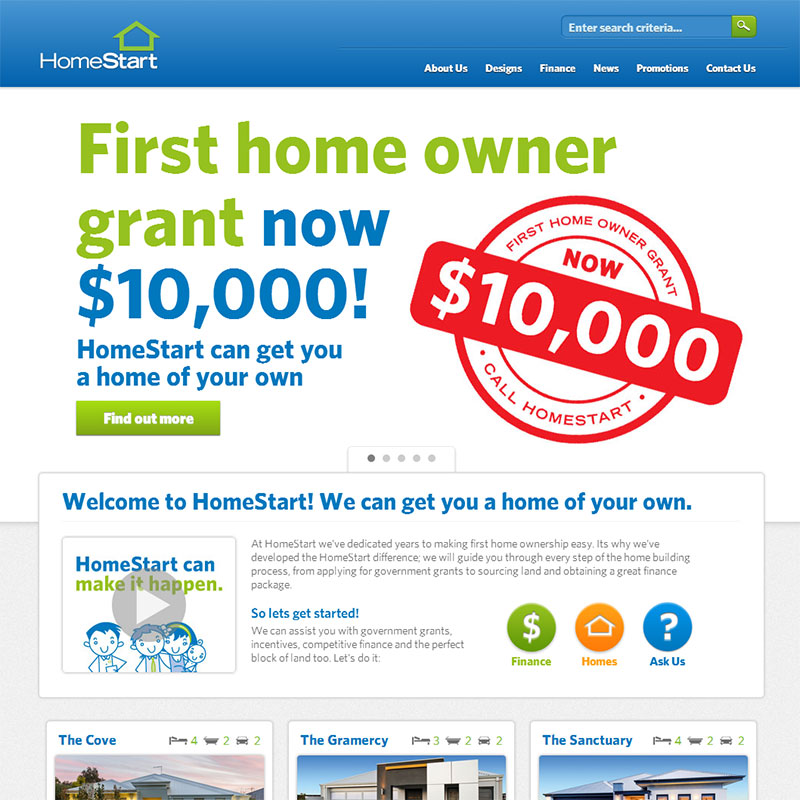 HomeStart
Enter search criteria...
About Us Designs Finance News Promotions Contact Us
First home owner
grant now
$10,000!
HomeStart can get you
a home of your own
Find out more
FIRST HOME OWNER GRANT
NOW
$10,000
• CALL HOMESTART •
Welcome to HomeStart! We can get you a home of your own.
HomeStart can
make it happen.
At HomeStart we've dedicated years to making first home ownership easy. Its why we've
developed the HomeStart difference; we will guide you through every step of the home building
process, from applying for government grants to sourcing land and obtaining a great finance
package.
So lets get started!
We can assist you with government grants,
incentives, competitive finance and the perfect
block of land too. Let's do it:
$
?
Finance Homes Ask Us
The Cove 4 2 2
The Gramercy 3 2 2
The Sanctuary 4 2 2